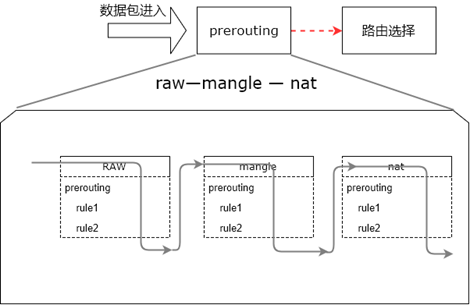 数据包进入
prerouting
路由选择
raw—mangle — nat
RAW
mangle
nat
prerouting
rule1
rule2
prerouting
rule1
rule2
prerouting
rule1
rule2